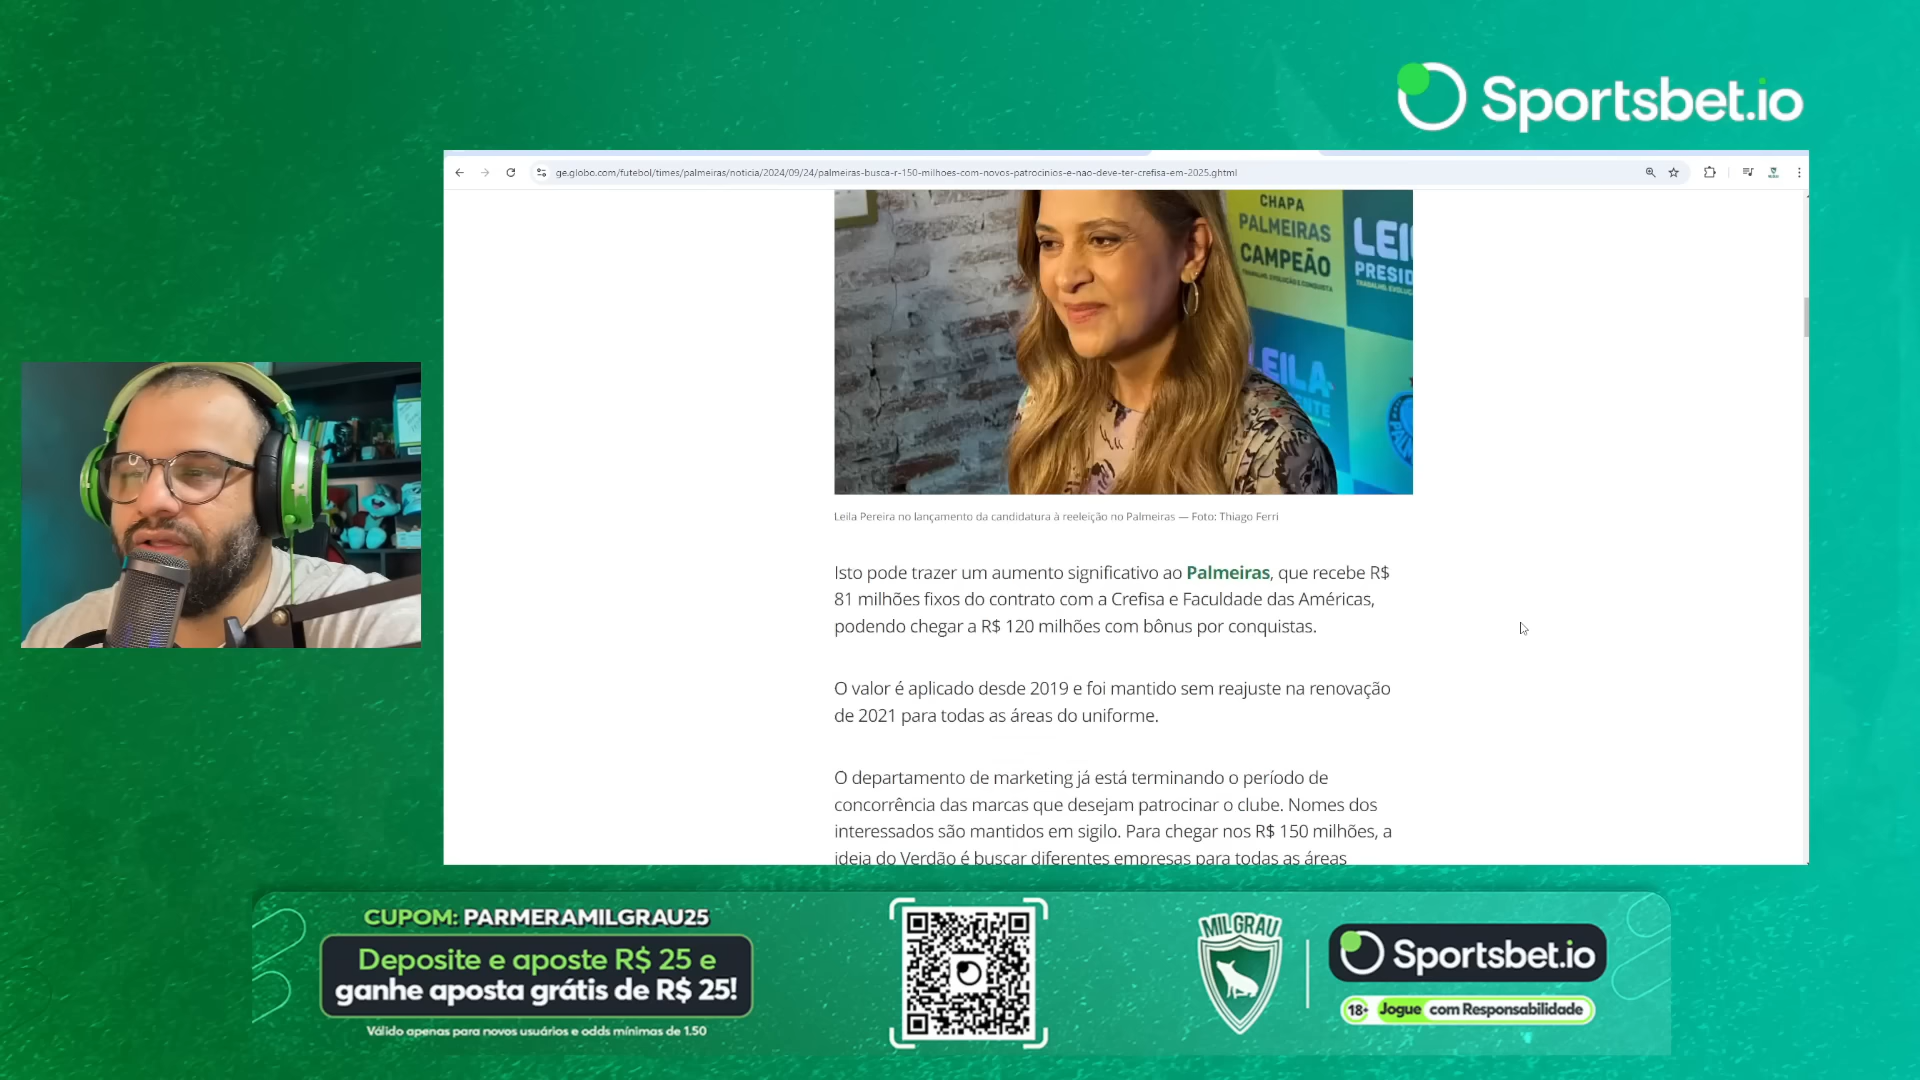 Sportsbet.io
ge.globo.com/futebol/times/palmeiras/noticia/2024/09/24/palmeiras-busca-r-150-milhoes-com-novos-patrocinios-e-nao-deve-ter-crefisa-em-2025.ghtml
CHAPA
PALMEIRAS
CAMPEÃO
Leila Pereira no lançamento da candidatura à reeleição no Palmeiras — Foto: Thiago Ferri
Isto pode trazer um aumento significativo ao Palmeiras, que recebe R$
81 milhões fixos do contrato com a Crefisa e Faculdade das Américas,
podendo chegar a R$ 120 milhões com bônus por conquistas.
O valor é aplicado desde 2019 e foi mantido sem reajuste na renovação
de 2021 para todas as áreas do uniforme.
O departamento de marketing já está terminando o período de
concorrência das marcas que desejam patrocinar o clube. Nomes dos
interessados são mantidos em sigilo. Para chegar nos R$ 150 milhões, a
ideia do Verdão é buscar diferentes empresas para todas as áreas
CUPOM: PARMERAMILGRAU25
Deposite e aposte R$ 25 e
ganhe aposta grátis de R$ 25!
Válido apenas para novos usuários e odds mínimas de 1.50
MIL GRAU
Sportsbet.io
18+ Jogue com Responsabilidade